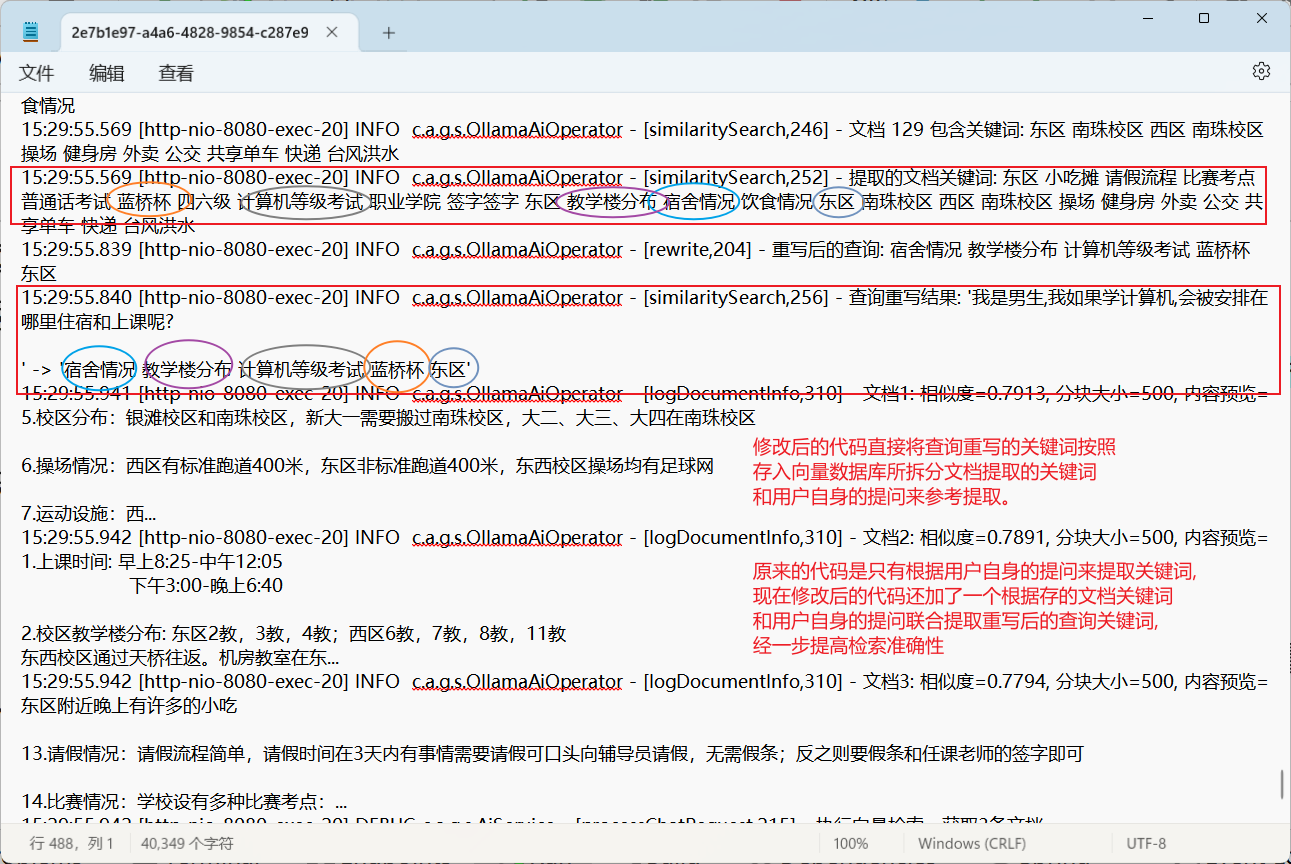 2e7b1e97-a4a6-4828-9854-c287e9
文件 编辑 查看
食情况
15:29:55.569 [http-nio-8080-exec-20] INFO c.a.g.s.OllamaAiOperator - [similaritySearch,246] - 文档 129 包含关键词: 东区 南珠校区 西区 南珠校区
操场 健身房 外卖 公交 共享单车 快递 台风洪水
15:29:55.569 [http-nio-8080-exec-20] INFO c.a.g.s.OllamaAiOperator - [similaritySearch,252] - 提取的文档关键词: 东区 小吃摊 请假流程 比赛考点
普通话考试 蓝桥杯 四六级 计算机等级考试 职业学院 签字签字 东区 教学楼分布 宿舍情况 饮食情况 东区 南珠校区 西区 南珠校区 操场 健身房 外卖 公交 共
享单车 快递 台风洪水
15:29:55.839 [http-nio-8080-exec-20] INFO c.a.g.s.OllamaAiOperator - [rewrite,204] - 重写后的查询: 宿舍情况 教学楼分布 计算机等级考试 蓝桥杯
东区
15:29:55.840 [http-nio-8080-exec-20] INFO c.a.g.s.OllamaAiOperator - [similaritySearch,256] - 查询重写结果: '我是男生,我如果学计算机,会被安排在
哪里住宿和上课呢?
' -> '宿舍情况 教学楼分布 计算机等级考试 蓝桥杯 东区'
15:29:55.941 [http-nio-8080-exec-20] INFO c.a.g.s.OllamaAiOperator - [logDocumentInfo,310] - 文档1: 相似度=0.7913, 分块大小=500, 内容预览=
5.校区分布：银滩校区和南珠校区，新大一需要搬过南珠校区，大二、大三、大四在南珠校区
6.操场情况：西区有标准跑道400米，东区非标准跑道400米，东西校区操场均有足球网
7.运动设施：西...
修改后的代码直接将查询重写的关键词按照
存入向量数据库所拆分文档提取的关键词
和用户自身的提问来参考提取。
15:29:55.942 [http-nio-8080-exec-20] INFO c.a.g.s.OllamaAiOperator - [logDocumentInfo,310] - 文档2: 相似度=0.7891, 分块大小=500, 内容预览=
1.上课时间: 早上8:25-中午12:05
下午3:00-晚上6:40
2.校区教学楼分布: 东区2教，3教，4教；西区6教，7教，8教，11教
东西校区通过天桥往返。机房教室在东...
原来的代码是只有根据用户自身的提问来提取关键词,
现在修改后的代码还加了一个根据存的文档关键词
和用户自身的提问联合提取重写后的查询关键词,
经一步提高检索准确性
15:29:55.942 [http-nio-8080-exec-20] INFO c.a.g.s.OllamaAiOperator - [logDocumentInfo,310] - 文档3: 相似度=0.7794, 分块大小=500, 内容预览=
东区附近晚上有许多的小吃
13.请假情况：请假流程简单，请假时间在3天内有事情需要请假可口头向辅导员请假，无需假条；反之则要假条和任课老师的签字即可
14.比赛情况：学校设有多种比赛考点：...
15:29:55.942 [http-nio-8080-exec-20] DEBUG c.a.g.s.AiService - [processChatRequest,215] - 执行向量检索，获取3条文档
行 488，列 1 40,349 个字符 100% Windows (CRLF) UTF-8